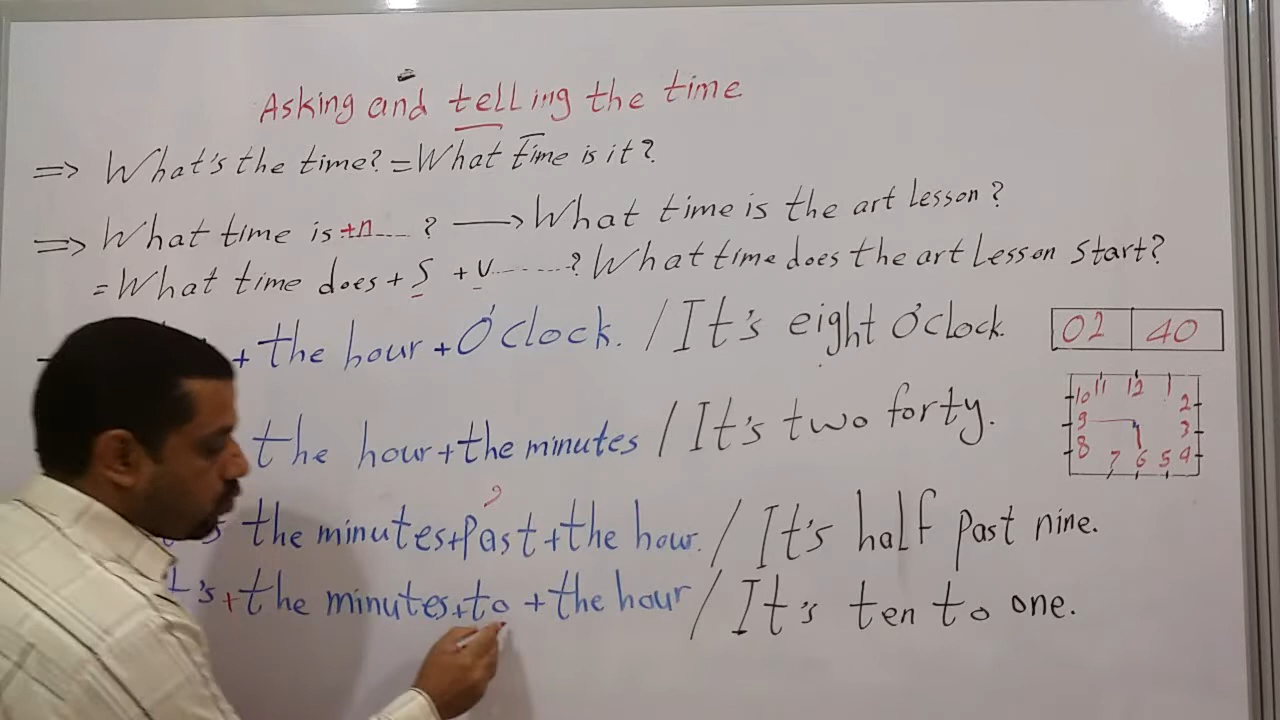 Asking and telling the time
=> What's the time? = What time is it?
=> What time is +n ...... ? → What time is the art lesson?
= What time does + S + v ........? What time does the art Lesson start?
+ the hour + O'clock. / It's eight O'clock.
02 40
the hour + the minutes / It's two forty.
10 11 12 1
9 2
8 3
7 6 5 4
the minutes + Past + the hour. / It's half past nine.
's + the minutes + to + the hour / It's ten to one.